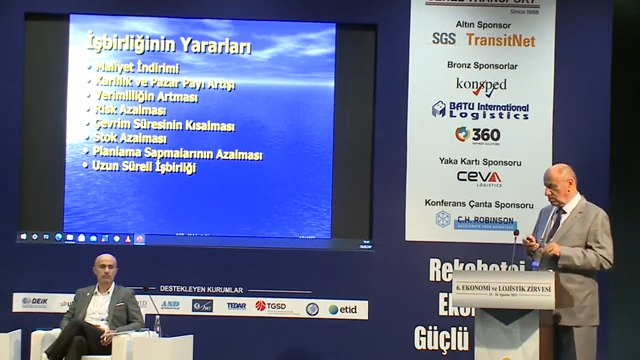 İşbirliğinin Yararları
Maliyet İndirimi
Karlılık ve Pazar Payı Artışı
Verimliliğin Artması
Risk Azalması
Çevrim Süresinin Kısalması
Stok Azalması
Planlama Sapmalarının Azalması
Uzun Süreli İşbirliği
Since 1986
Altın Sponsor
SGS TransitNet
Bronz Sponsorlar
konsped
BATU International
Logistics
360
Yaka Kartı Sponsoru
CEVA
LOGISTICS
Konferans Çanta Sponsoru
C.H. ROBINSON
DESTEKLEYEN KURUMLAR
DEİK
TEDAR
TGSD
etid
6. EKONOMİ ve LOJİSTİK ZİRVESİ
Rekabetçi
Güçlü